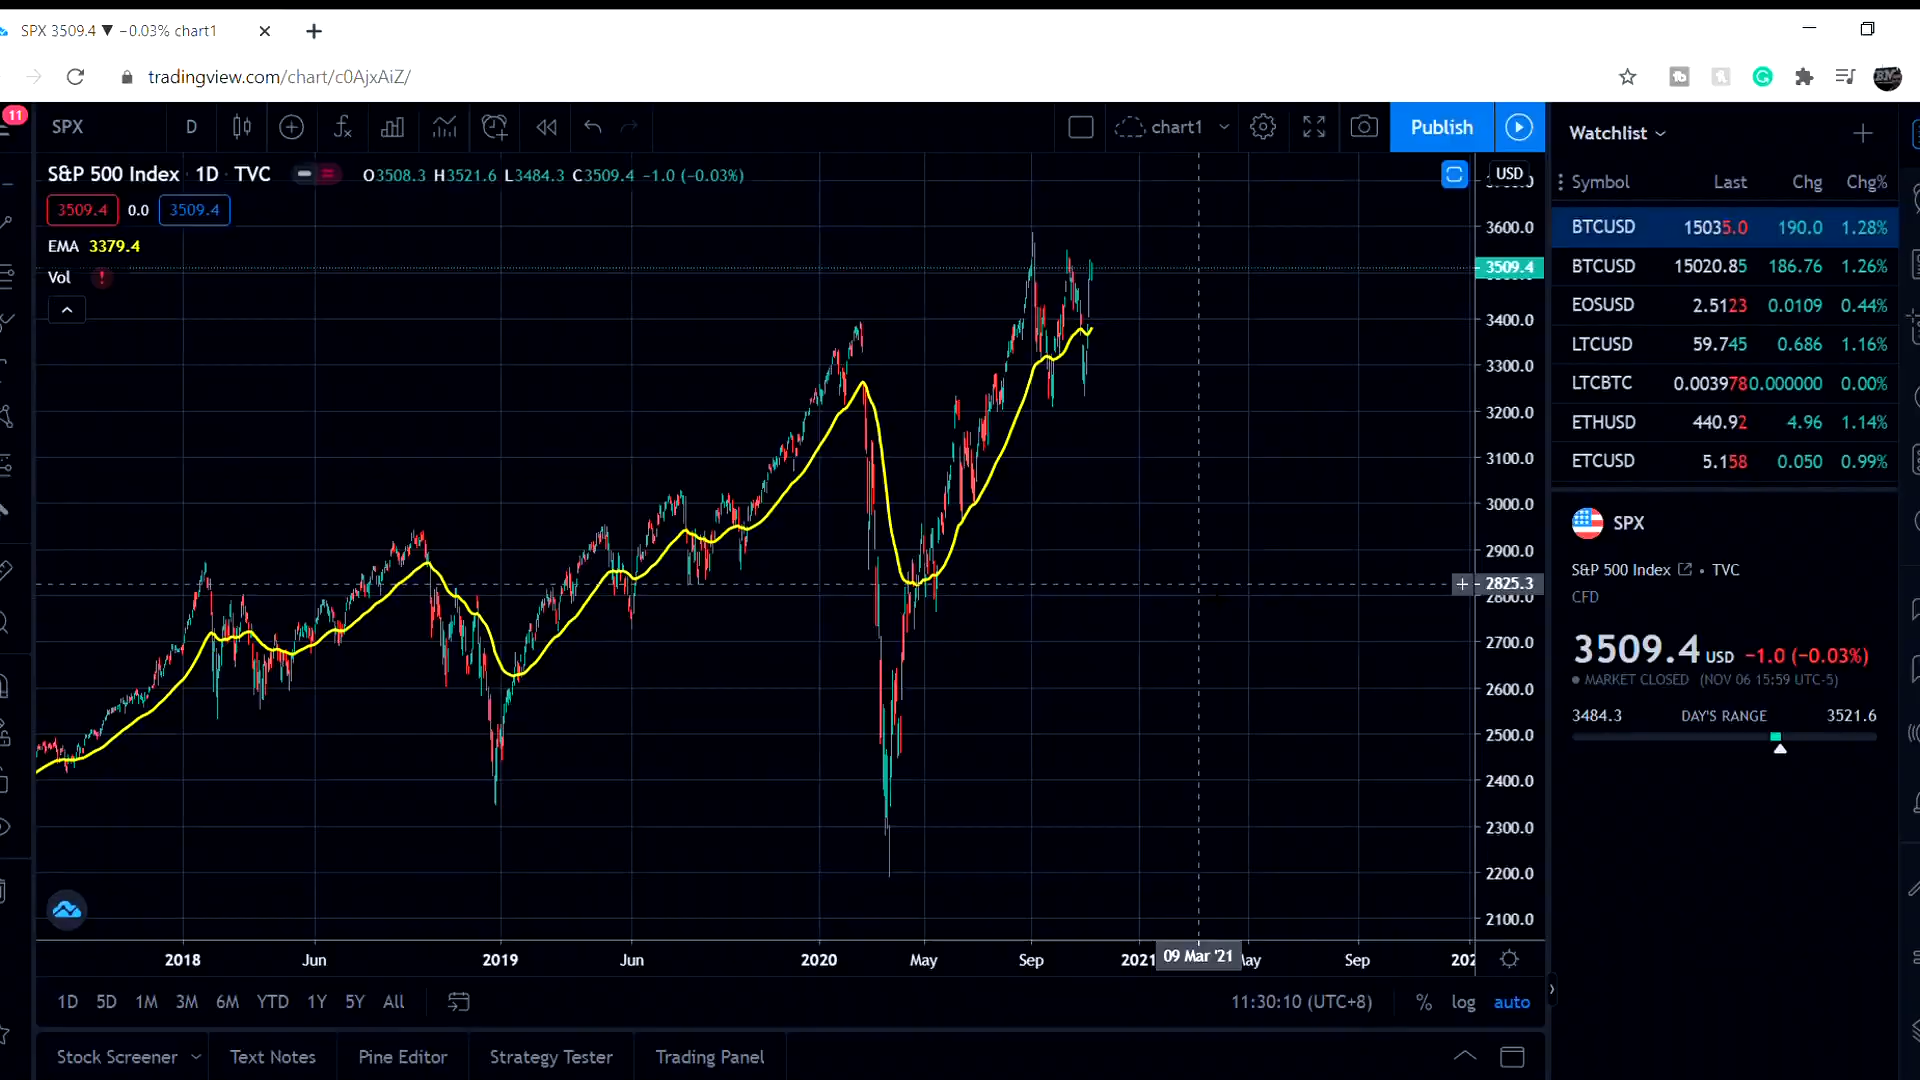 SPX 3509.4 ▼ −0.03% chart1
tradingview.com/chart/c0AjxAiZ/
11
SPX D chart1 Publish
S&P 500 Index · 1D · TVC O3508.3 H3521.6 L3484.3 C3509.4 −1.0 (−0.03%)
3509.4 0.0 3509.4
EMA 3379.4
Vol !
USD
3600.0
3509.4
3400.0
3300.0
3200.0
3100.0
3000.0
2900.0
2825.3
2800.0
2700.0
2600.0
2500.0
2400.0
2300.0
2200.0
2100.0
2018 Jun 2019 Jun 2020 May Sep 2021 09 Mar '21 Sep
1D 5D 1M 3M 6M YTD 1Y 5Y All 11:30:10 (UTC+8) % log auto
Stock Screener Text Notes Pine Editor Strategy Tester Trading Panel
Watchlist
Symbol Last Chg Chg%
BTCUSD 15035.0 190.0 1.28%
BTCUSD 15020.85 186.76 1.26%
EOSUSD 2.5123 0.0109 0.44%
LTCUSD 59.745 0.686 1.16%
LTCBTC 0.003978 0.000000 0.00%
ETHUSD 440.92 4.96 1.14%
ETCUSD 5.158 0.050 0.99%
SPX
S&P 500 Index • TVC
CFD
3509.4 USD −1.0 (−0.03%)
MARKET CLOSED (NOV 06 15:59 UTC-5)
3484.3 DAY'S RANGE 3521.6